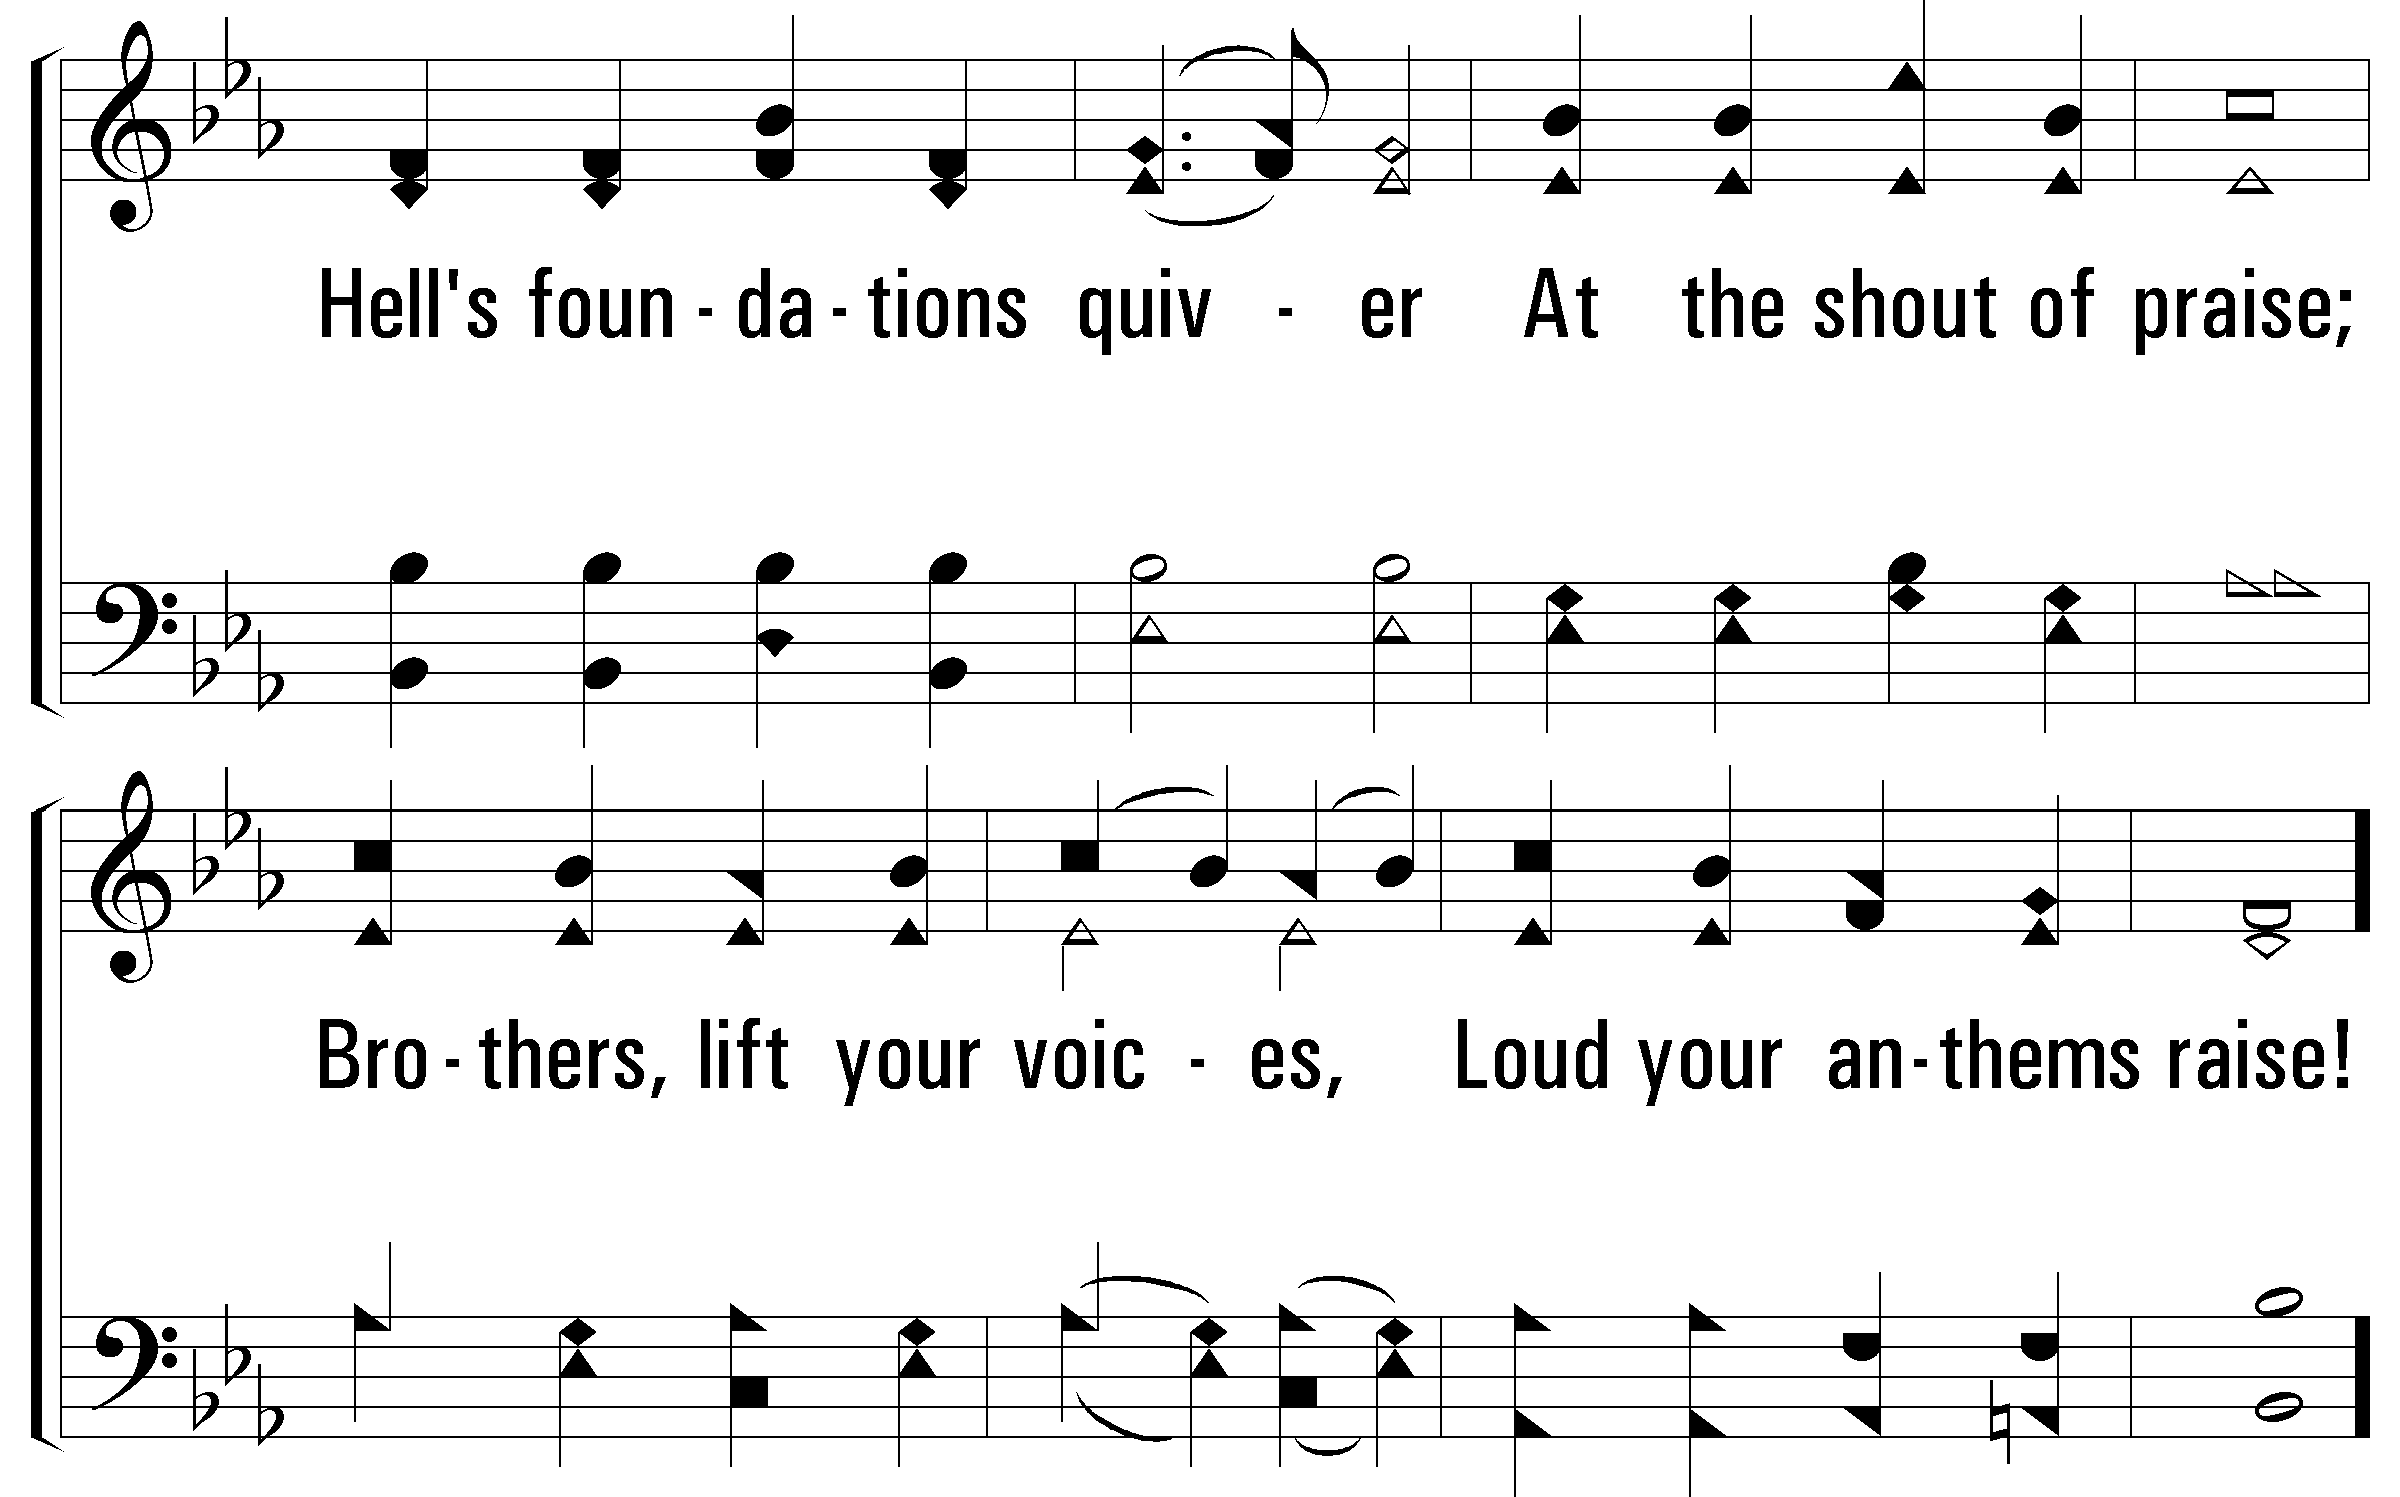 Hell's foun - da - tions quiv - er At the shout of praise;
Bro - thers, lift your voic - es, Loud your an - thems raise!